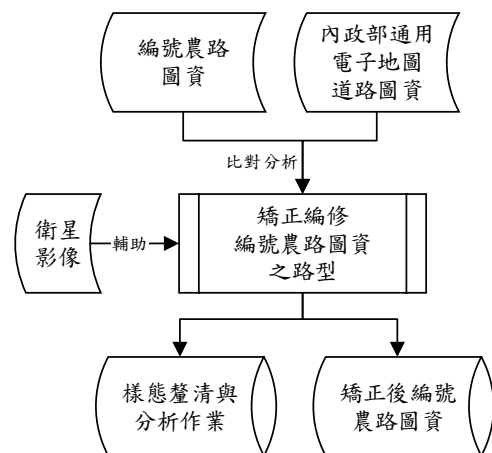 編號農路
圖資
內政部通用
電子地圖
道路圖資
比對分析
衛星
影像
輔助
矯正編修
編號農路圖資
之路型
樣態釐清與
分析作業
矯正後編號
農路圖資